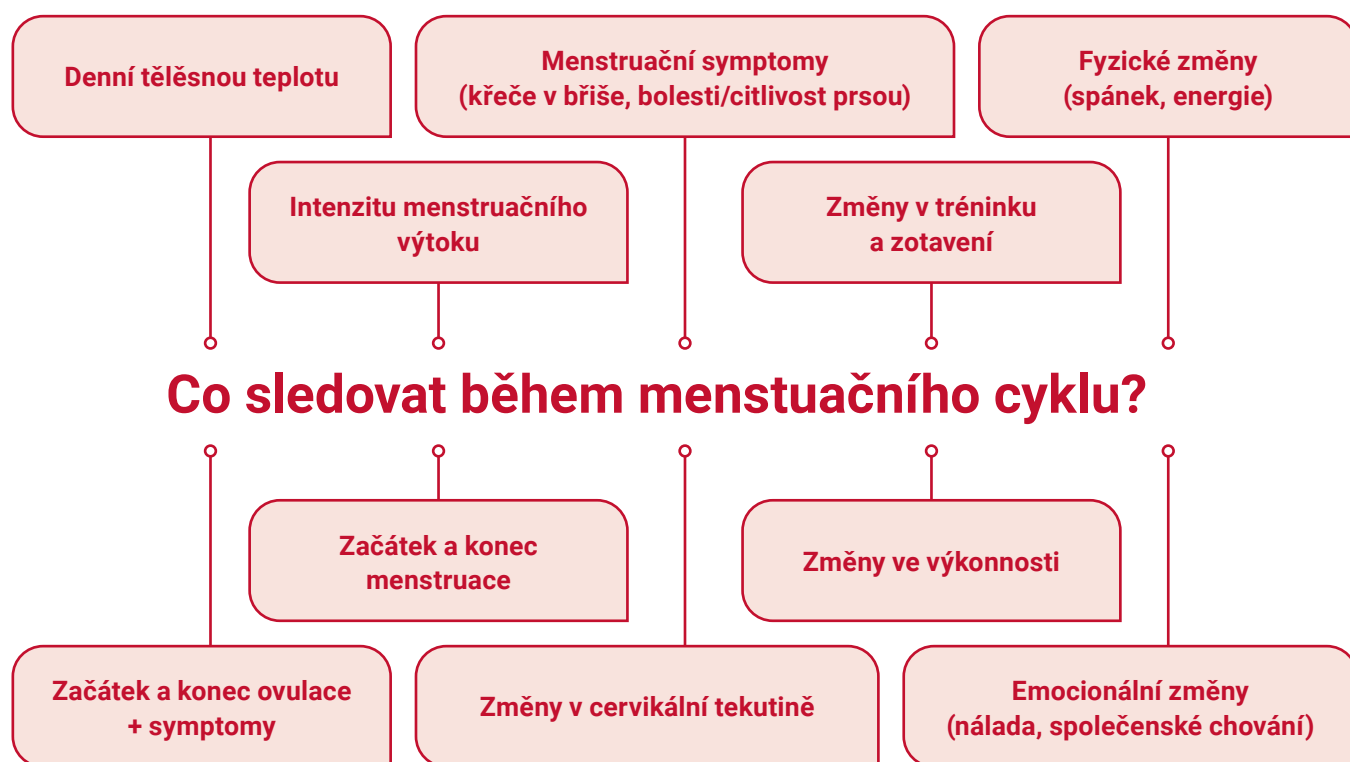 Denní tělěsnou teplotu
Menstruační symptomy
(křeče v břiše, bolesti/citlivost prsou)
Fyzické změny
(spánek, energie)
Intenzitu menstruačního
výtoku
Změny v tréninku
a zotavení
Co sledovat během menstuačního cyklu?
Začátek a konec
menstruace
Změny ve výkonnosti
Začátek a konec ovulace
+ symptomy
Změny v cervikální tekutině
Emocionální změny
(nálada, společenské chování)